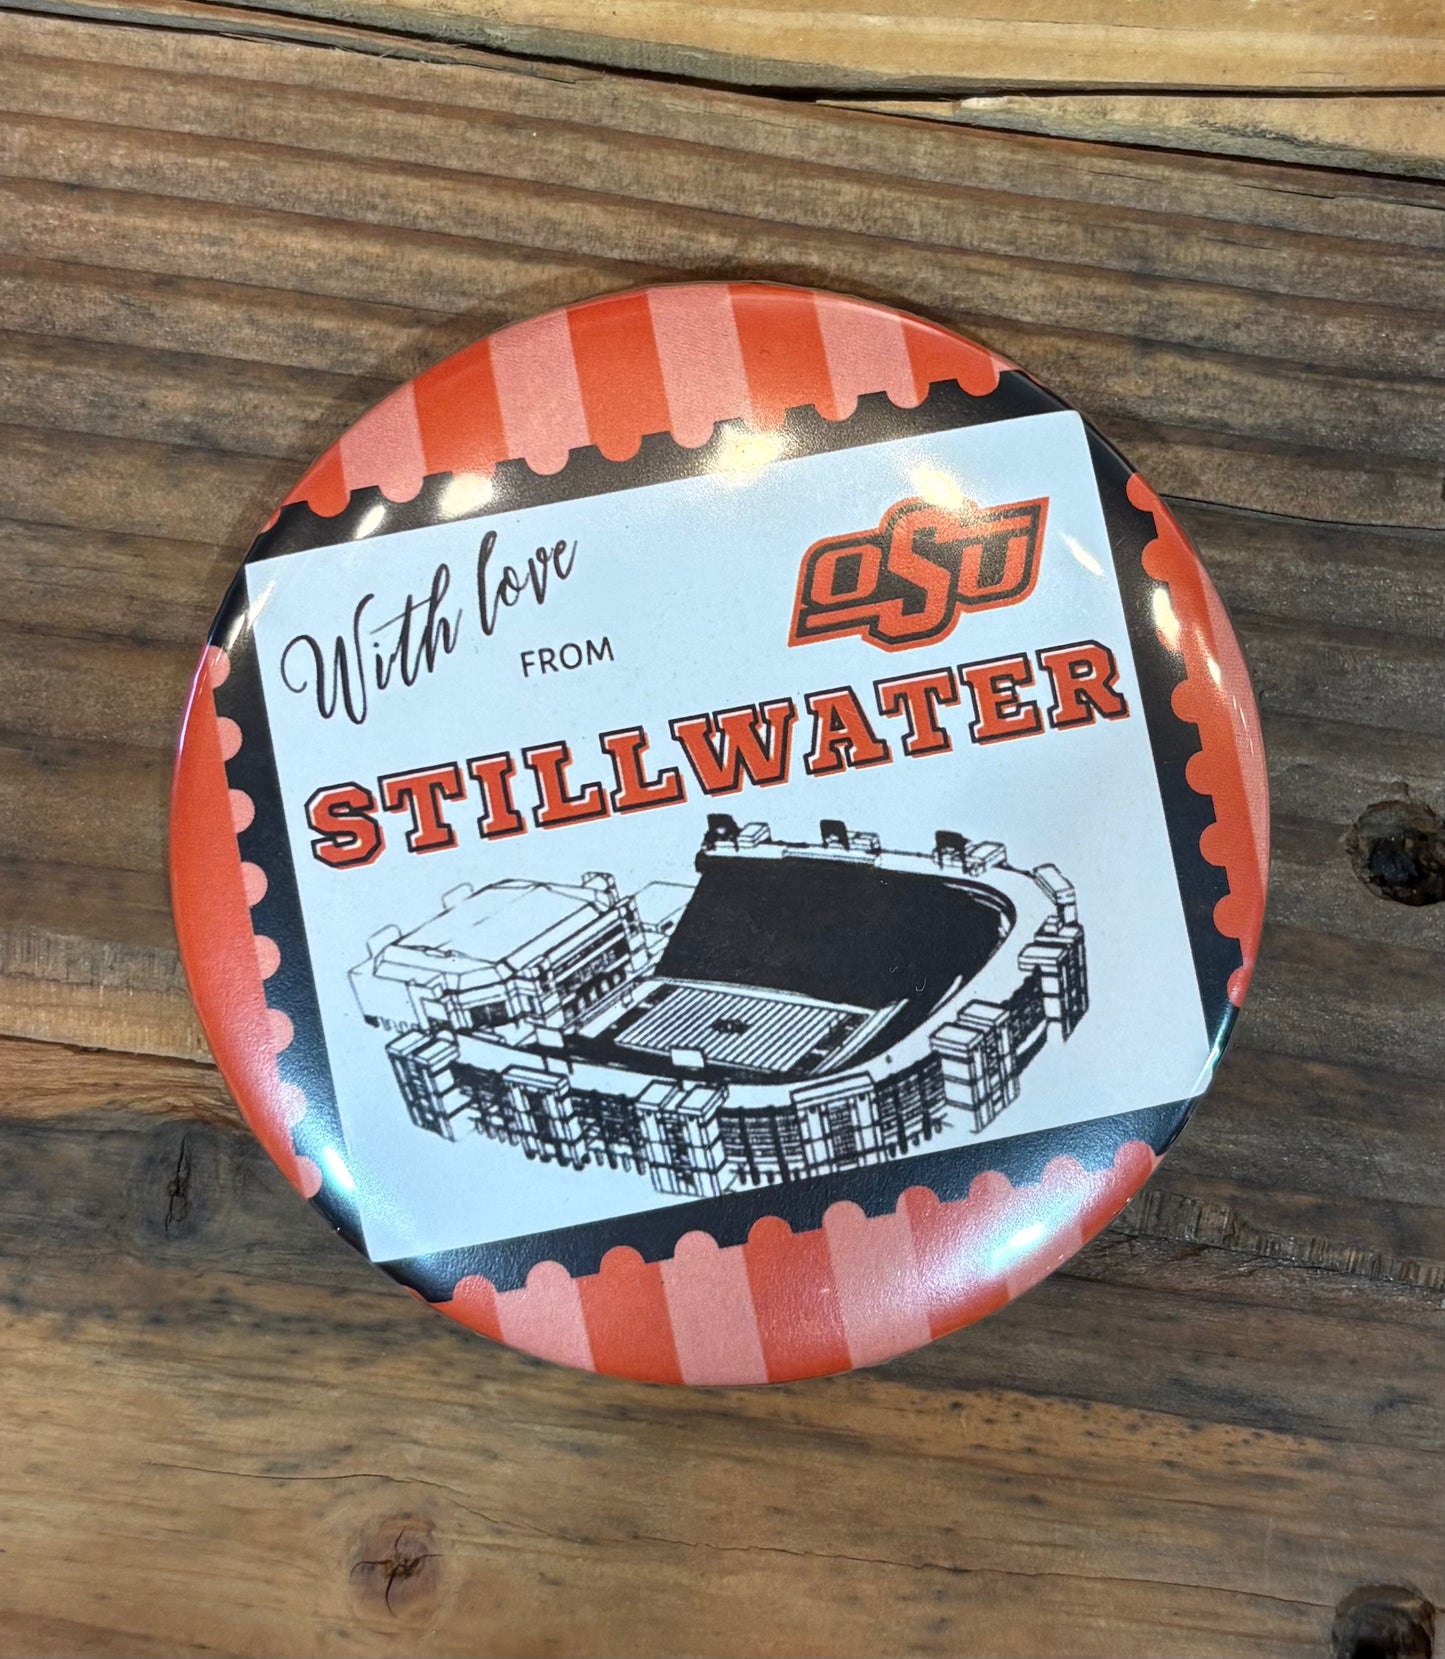 With love
FROM
OSU
STILLWATER